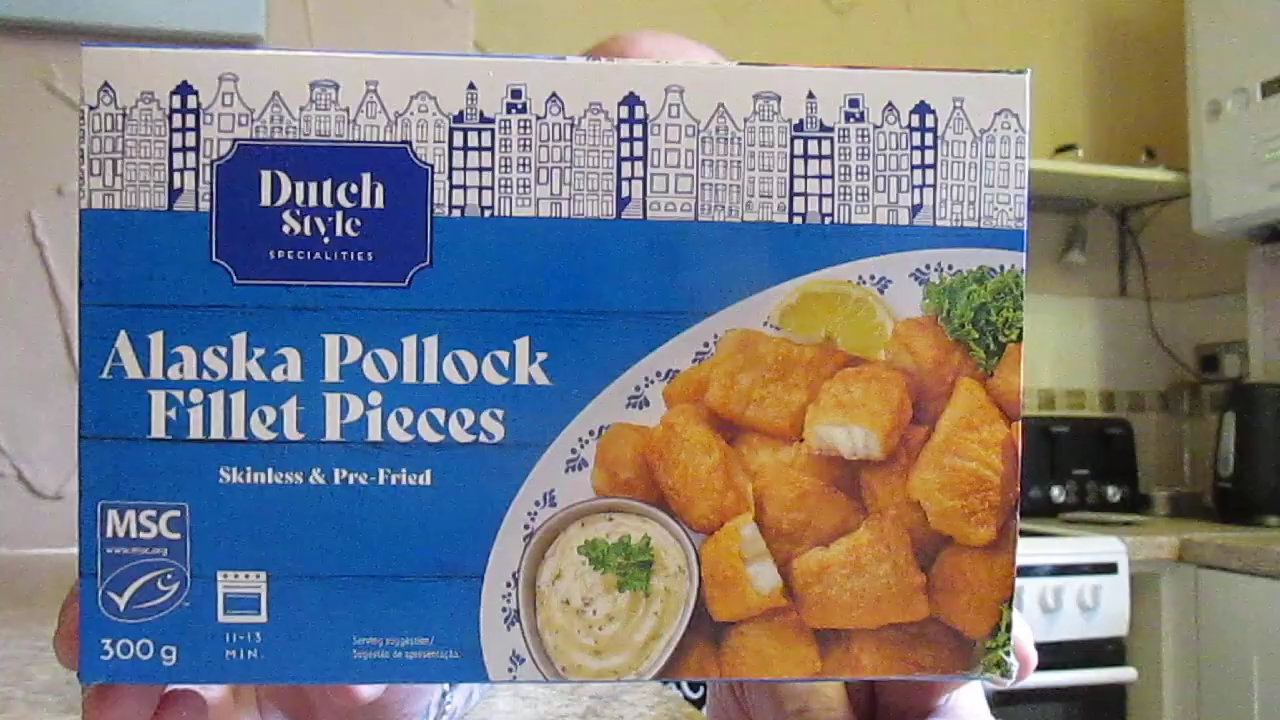 Dutch
Style
SPECIALITIES
Alaska Pollock
Fillet Pieces
Skinless & Pre-Fried
MSC
www.msc.org
300 g
11-13
MIN.
Serving suggestion/
Sugestão de apresentação.